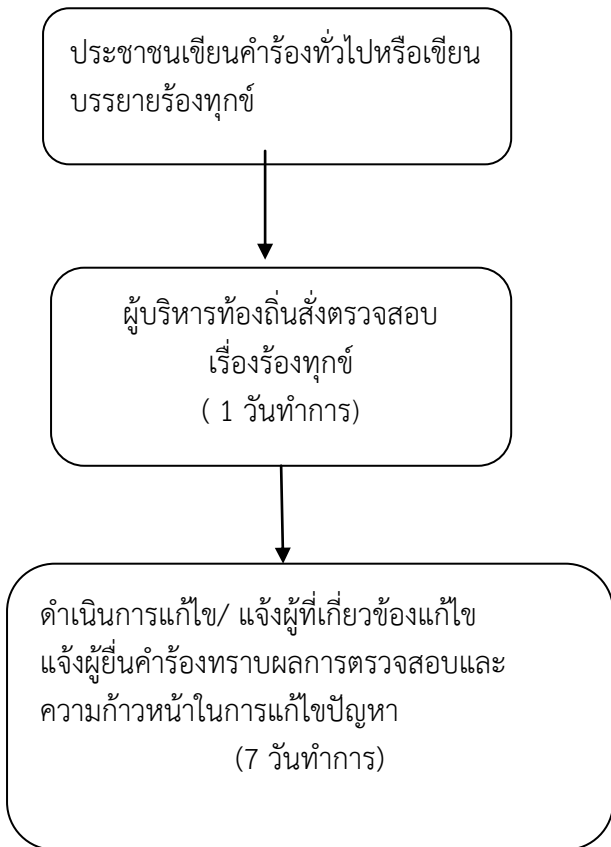 ประชาชนเขียนคำร้องทั่วไปหรือเขียน
บรรยายร้องทุกข์
ผู้บริหารท้องถิ่นสั่งตรวจสอบ
เรื่องร้องทุกข์
( 1 วันทำการ)
ดำเนินการแก้ไข/ แจ้งผู้ที่เกี่ยวข้องแก้ไข
แจ้งผู้ยื่นคำร้องทราบผลการตรวจสอบและ
ความก้าวหน้าในการแก้ไขปัญหา
(7 วันทำการ)